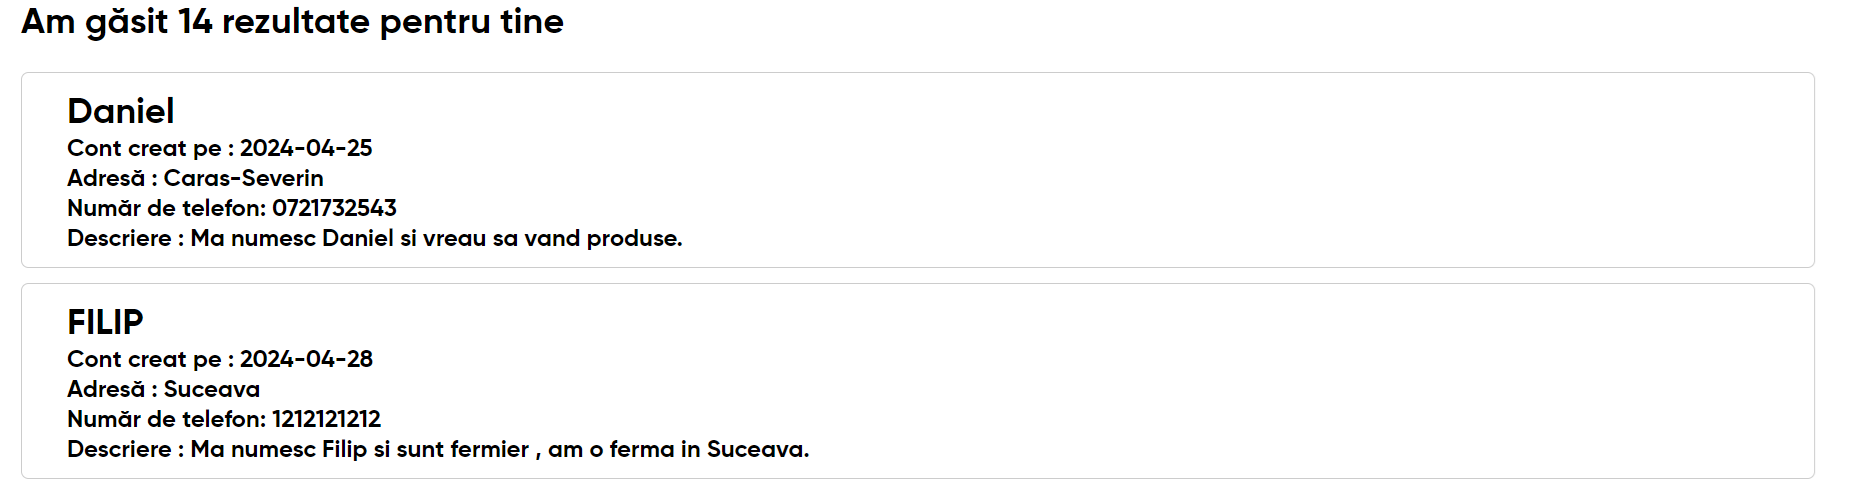 Am găsit 14 rezultate pentru tine
Daniel
Cont creat pe : 2024-04-25
Adresă : Caras-Severin
Număr de telefon: 0721732543
Descriere : Ma numesc Daniel si vreau sa vand produse.
FILIP
Cont creat pe : 2024-04-28
Adresă : Suceava
Număr de telefon: 1212121212
Descriere : Ma numesc Filip si sunt fermier , am o ferma in Suceava.